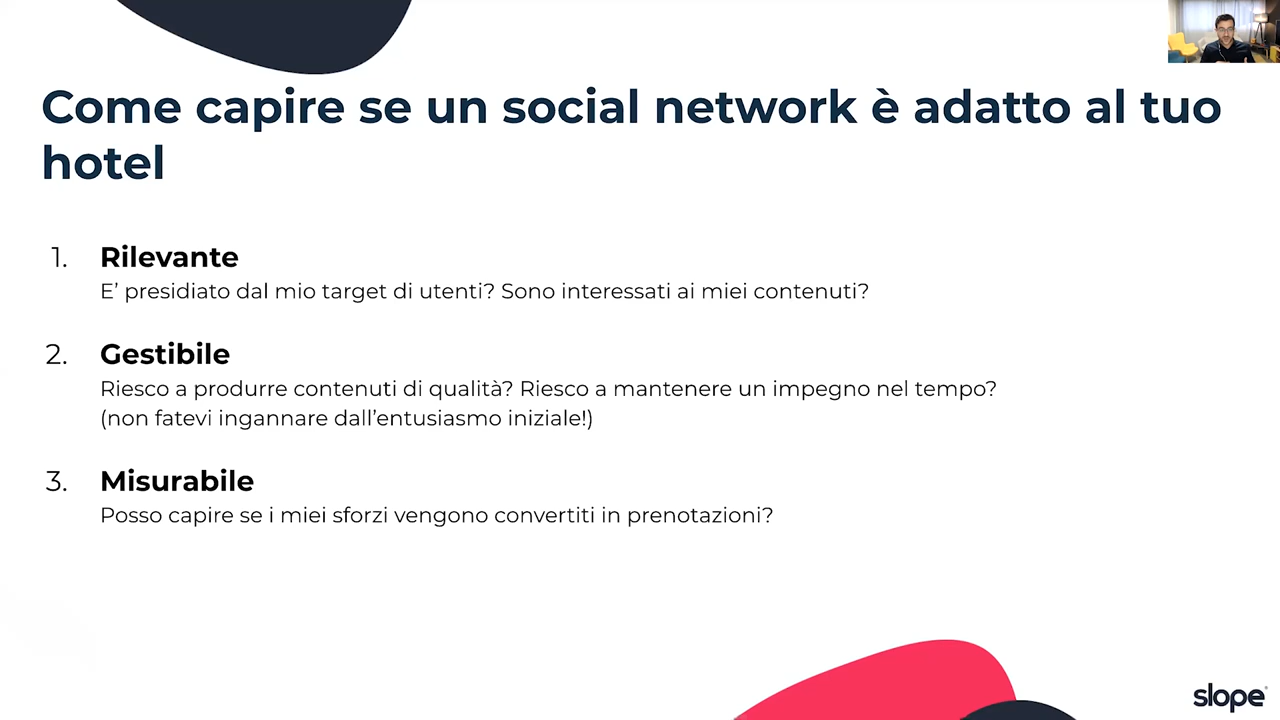 Come capire se un social network è adatto al tuo
hotel
1. Rilevante
E’ presidiato dal mio target di utenti? Sono interessati ai miei contenuti?
2. Gestibile
Riesco a produrre contenuti di qualità? Riesco a mantenere un impegno nel tempo?
(non fatevi ingannare dall’entusiasmo iniziale!)
3. Misurabile
Posso capire se i miei sforzi vengono convertiti in prenotazioni?
slope